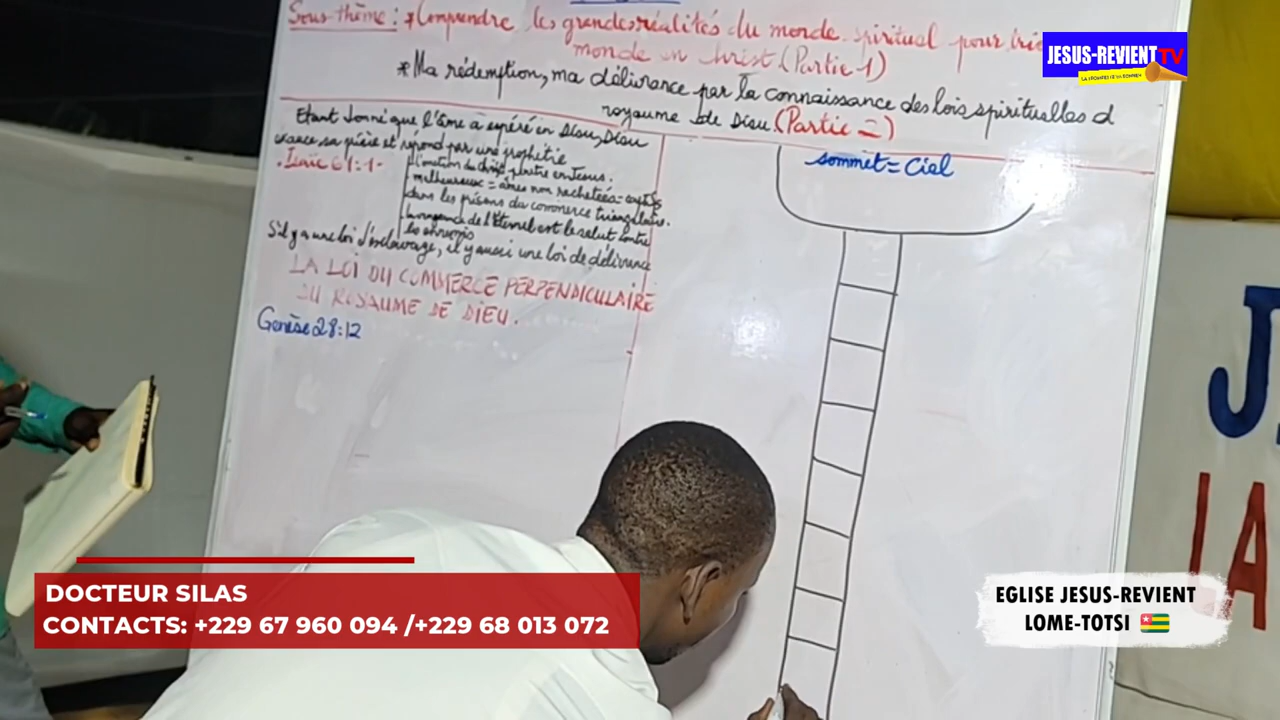 Sous-thème: *Comprendre les grandes réalités du monde spirituel pour
monde en Christ (Partie 1)
*Ma rédemption, ma délivrance par la connaissance des lois spirituelles d
royaume de Dieu (Partie 2)
Etant donné que l'âme a espéré en Dieu, Dieu
exauce sa prière et répond par une prophétie
. Isaïe 61:1-
l'onction du christ en Jesus.
malheureux = âmes non rachetées = captifs
dans les prisons du commerce triangulaire.
la vengeance de l'Eternel est le salut contre
les ennemis
S'il y a une loi d'esclavage, il y a aussi une loi de délivrance
LA LOI DU COMMERCE PERPENDICULAIRE
DU ROYAUME DE DIEU.
Genèse 28:12
sommet = Ciel
JESUS-REVIENT TV
DOCTEUR SILAS
CONTACTS: +229 67 960 094 /+229 68 013 072
EGLISE JESUS-REVIENT
LOME-TOTSI